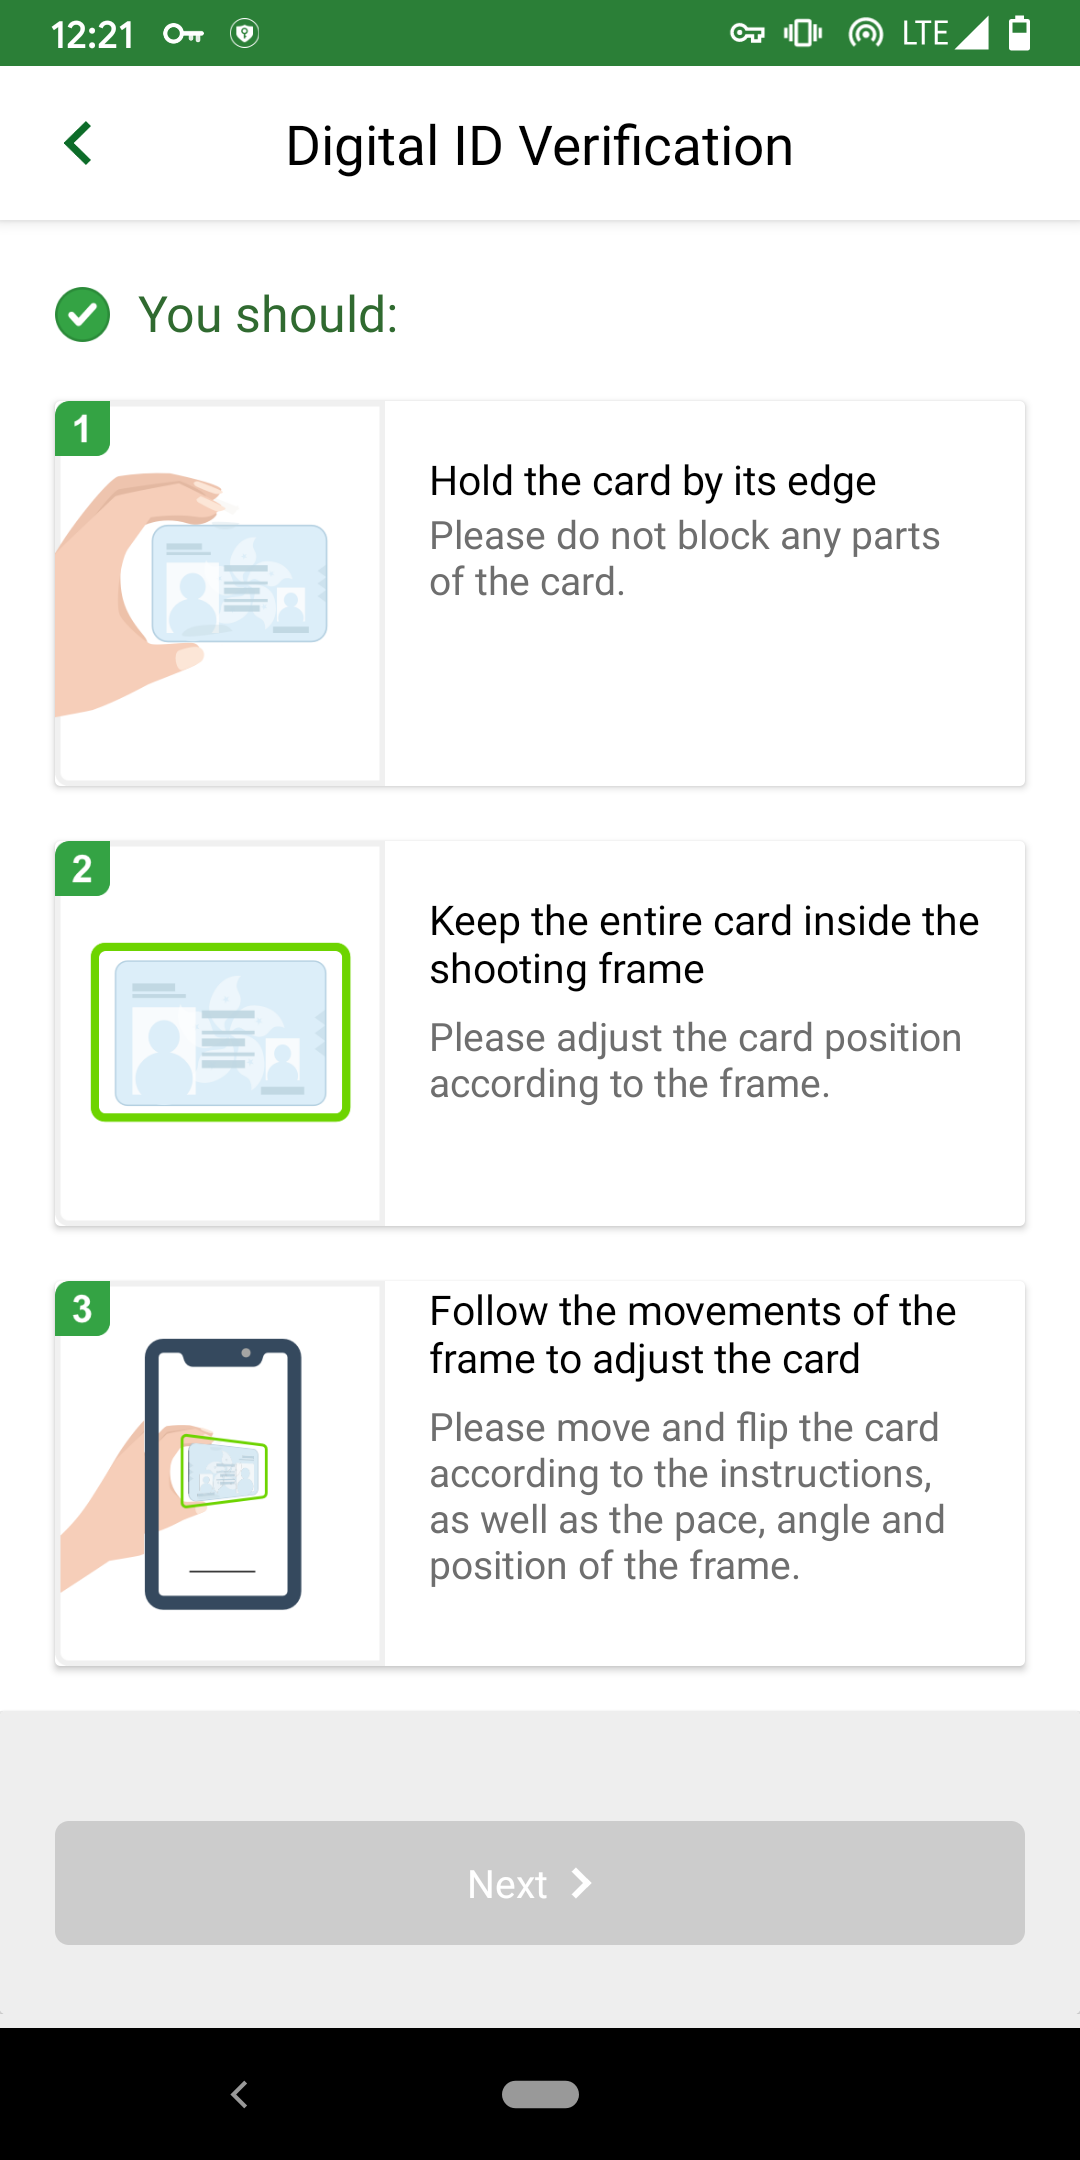 12:21
LTE
Digital ID Verification
You should:
1
Hold the card by its edge
Please do not block any parts
of the card.
2
Keep the entire card inside the
shooting frame
Please adjust the card position
according to the frame.
3
Follow the movements of the
frame to adjust the card
Please move and flip the card
according to the instructions,
as well as the pace, angle and
position of the frame.
Next